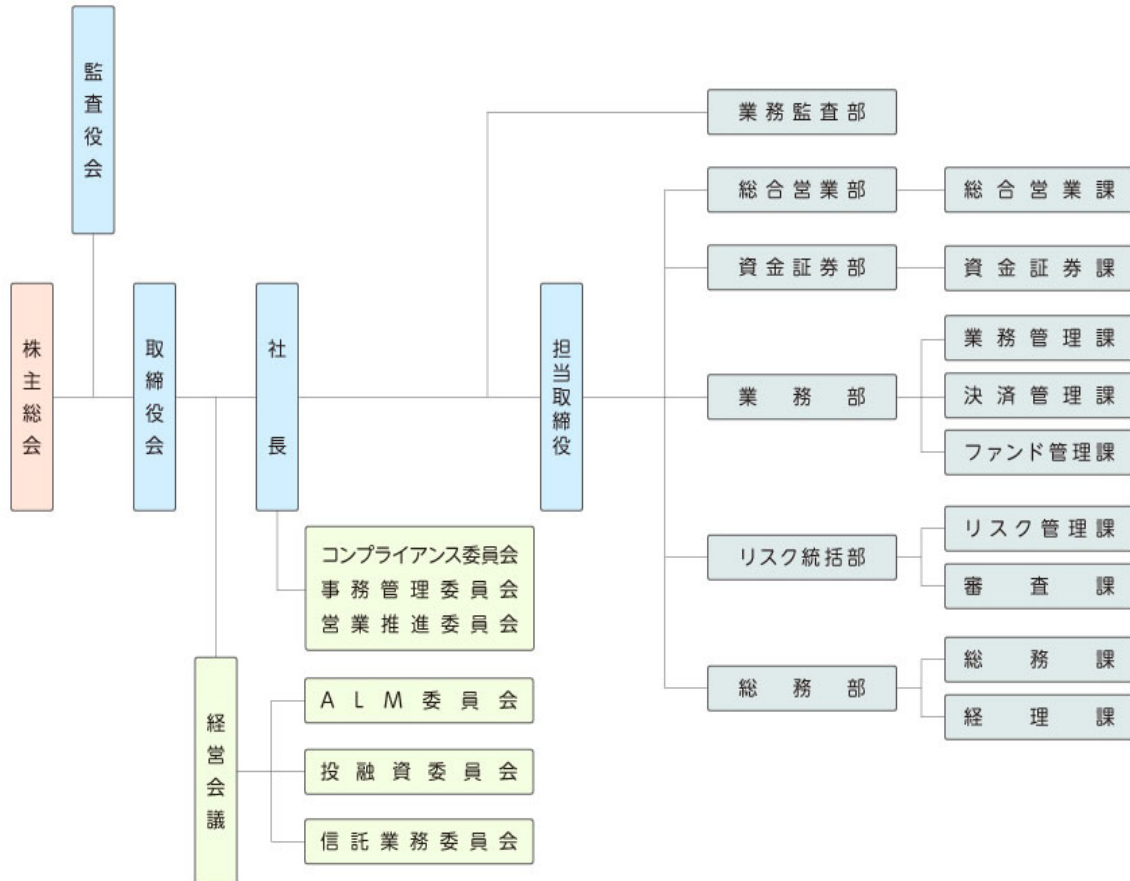 監査役会
株主総会
取締役会
社長
担当取締役
コンプライアンス委員会
事務管理委員会
営業推進委員会
経営会議
ALM委員会
投融資委員会
信託業務委員会
業務監査部
総合営業部
総合営業課
資金証券部
資金証券課
業務部
業務管理課
決済管理課
ファンド管理課
リスク統括部
リスク管理課
審査課
総務部
総務課
経理課